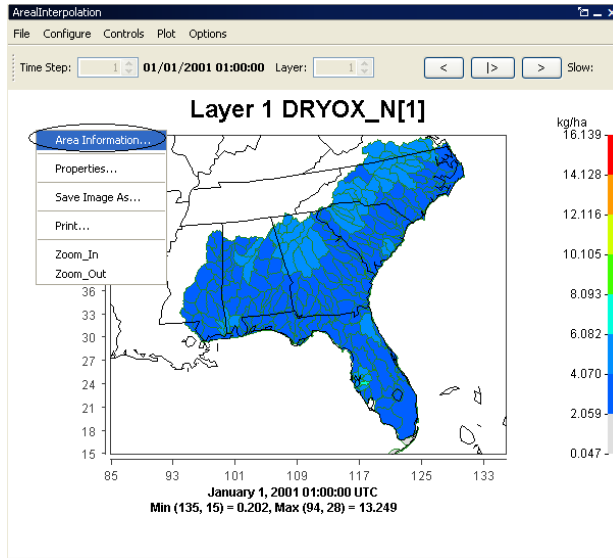 ArealInterpolation
File Configure Controls Plot Options
Time Step: 1 01/01/2001 01:00:00 Layer: 1 < |> > Slow:
Layer 1 DRYOX_N[1]
kg/ha
Area Information...
Properties...
Save Image As...
Print...
Zoom_In
Zoom_Out
16.139
14.128
12.116
10.105
8.093
6.082
4.070
2.059
0.047
36
33
30
27
24
21
18
15
85 93 101 109 117 125 133
January 1, 2001 01:00:00 UTC
Min (135, 15) = 0.202, Max (94, 28) = 13.249